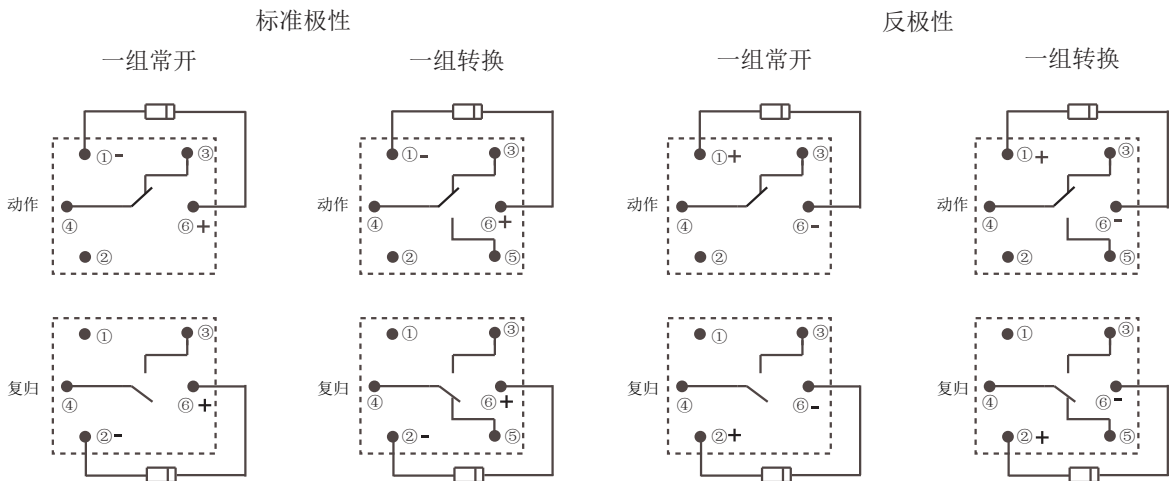 标准极性 反极性
一组常开 一组转换 一组常开 一组转换
①- ③ ①- ③ ①+ ③ ①+ ③
动作 动作 动作 动作
④ ⑥+ ④ ⑥+ ④ ⑥- ④ ⑥-
② ② ⑤ ② ② ⑤
① ③ ① ③ ① ③ ① ③
复归 复归 复归 复归
④ ⑥+ ④ ⑥+ ④ ⑥- ④ ⑥-
②- ②- ⑤ ②+ ②+ ⑤